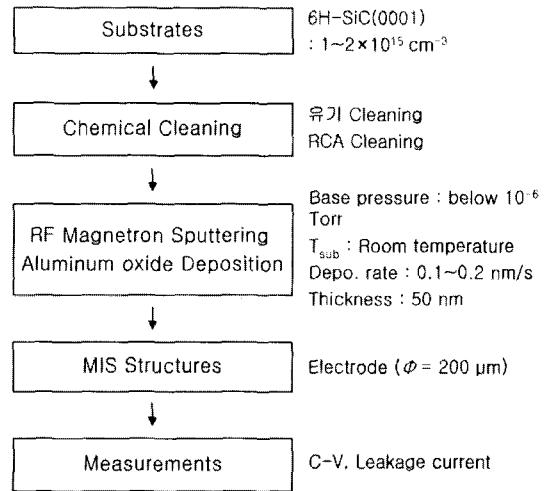 Substrates
6H-SiC(0001)
: 1~2×10¹⁵ cm⁻³
Chemical Cleaning
유기 Cleaning
RCA Cleaning
RF Magnetron Sputtering
Aluminum oxide Deposition
Base pressure : below 10⁻⁶
Torr
T_sub : Room temperature
Depo. rate : 0.1~0.2 nm/s
Thickness : 50 nm
MIS Structures
Electrode (Φ = 200 μm)
Measurements
C-V, Leakage current